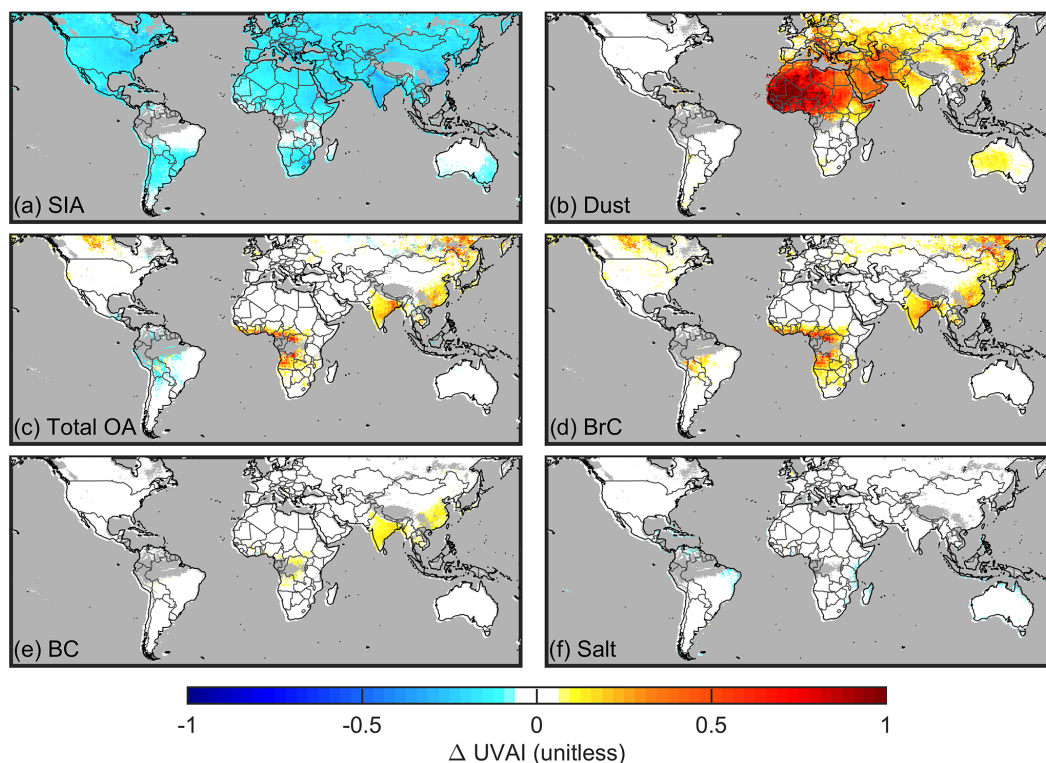 (a) SIA
(b) Dust
(c) Total OA
(d) BrC
(e) BC
(f) Salt
-1 -0.5 0 0.5 1
Δ UVAI (unitless)